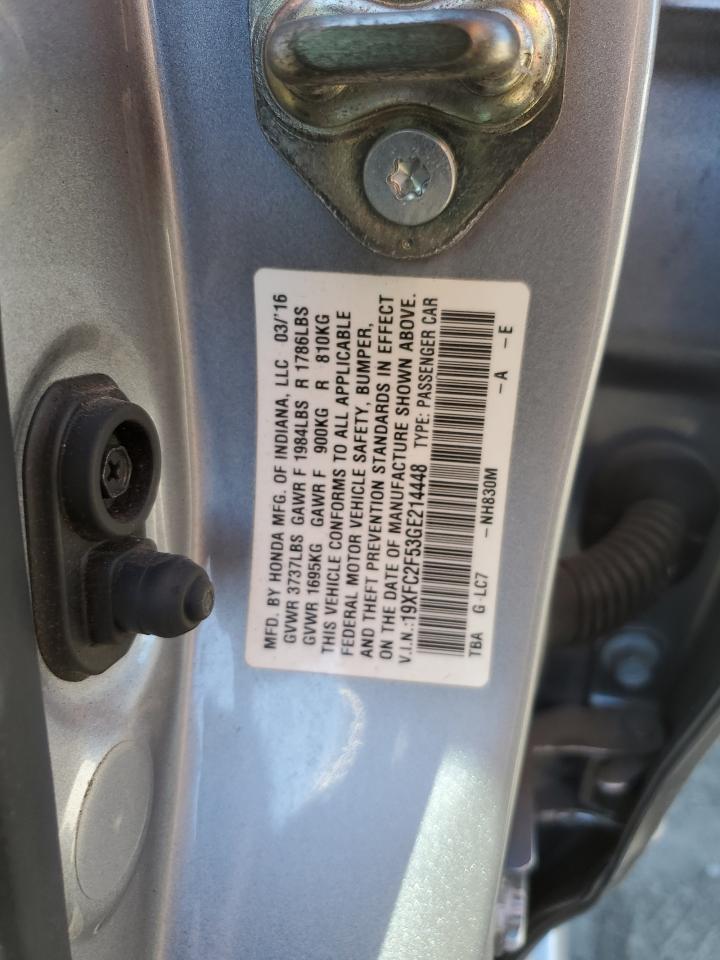 MFD. BY HONDA MFG. OF INDIANA, LLC 03/'16
GVWR 3737LBS GAWR F 1984LBS R 1786LBS
GVWR 1695KG GAWR F 900KG R 810KG
THIS VEHICLE CONFORMS TO ALL APPLICABLE
FEDERAL MOTOR VEHICLE SAFETY, BUMPER,
AND THEFT PREVENTION STANDARDS IN EFFECT
ON THE DATE OF MANUFACTURE SHOWN ABOVE.
V.I.N.:19XFC2F53GE214448 TYPE: PASSENGER CAR
TBA G LC7 -NH830M -A -E